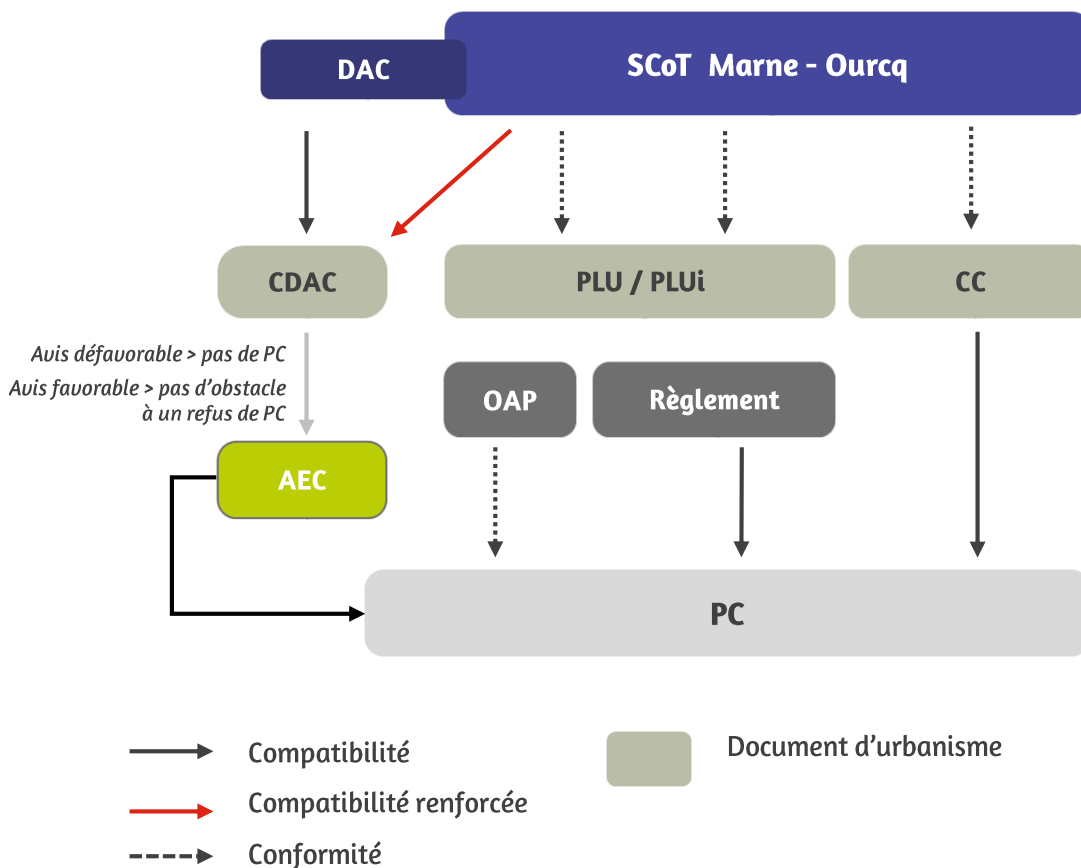 DAC
SCoT Marne - Ourcq
CDAC
PLU / PLUi
CC
Avis défavorable > pas de PC
Avis favorable > pas d'obstacle
à un refus de PC
OAP
Règlement
AEC
PC
Compatibilité
Document d'urbanisme
Compatibilité renforcée
Conformité